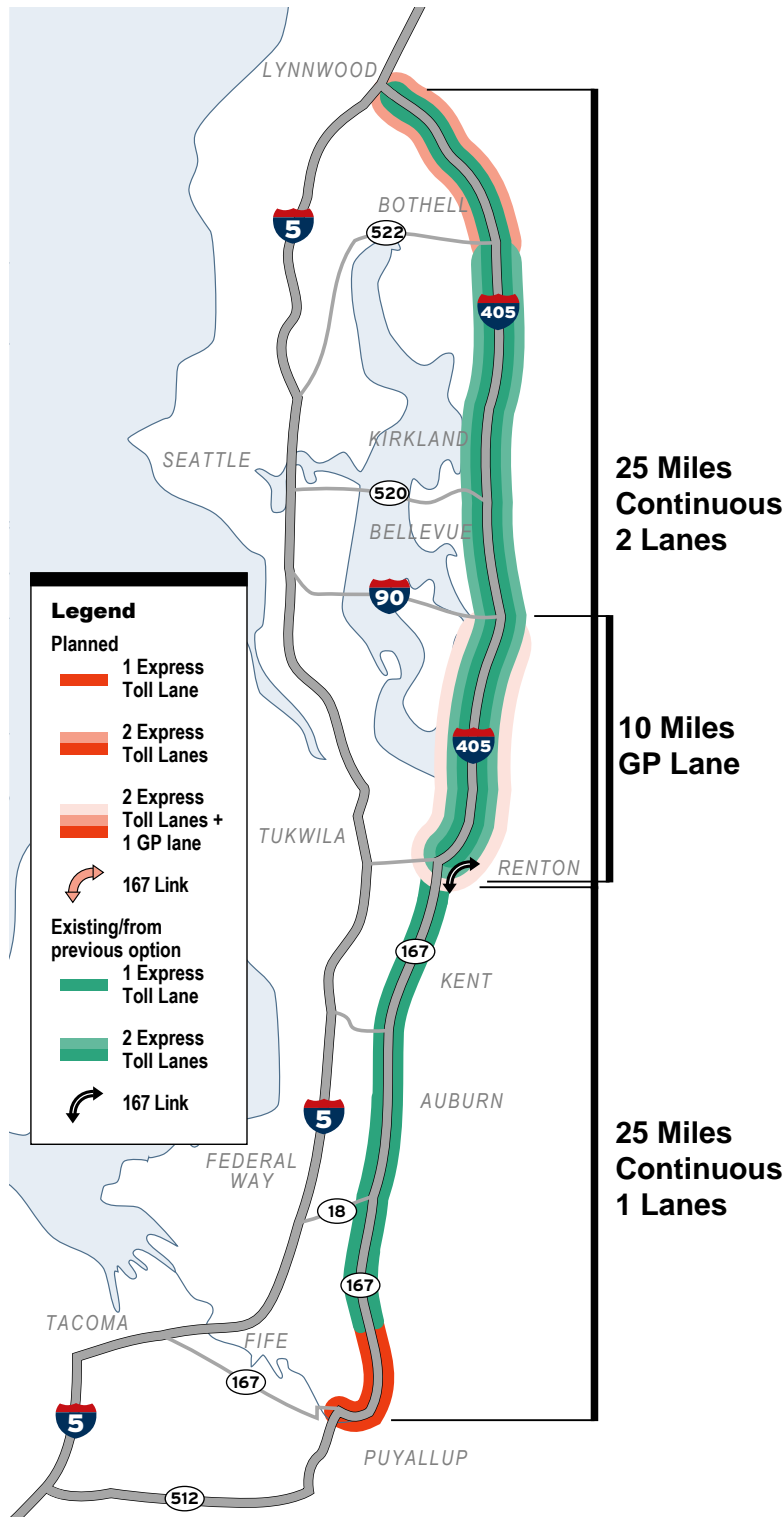 LYNNWOOD
BOTHELL
5
522
405
KIRKLAND
SEATTLE
520
BELLEVUE
90
25 Miles
Continuous
2 Lanes
Legend
Planned
1 Express
Toll Lane
2 Express
Toll Lanes
2 Express
Toll Lanes +
1 GP lane
167 Link
Existing/from
previous option
1 Express
Toll Lane
2 Express
Toll Lanes
167 Link
405
10 Miles
GP Lane
TUKWILA
RENTON
167
KENT
AUBURN
5
FEDERAL
WAY
18
25 Miles
Continuous
1 Lanes
167
TACOMA
FIFE
167
5
PUYALLUP
512